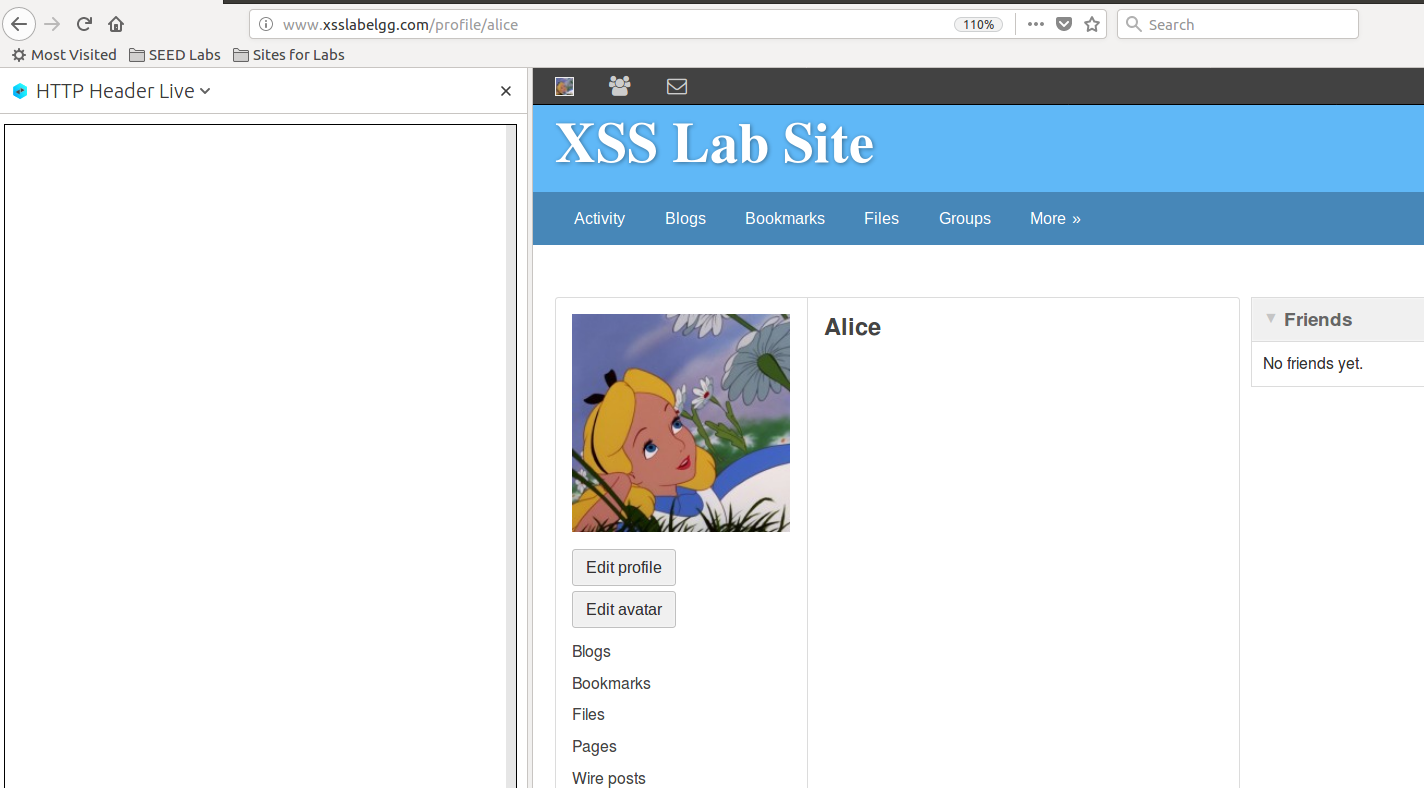 www.xsslabelgg.com/profile/alice
110%
Search
Most Visited SEED Labs Sites for Labs
HTTP Header Live
XSS Lab Site
Activity Blogs Bookmarks Files Groups More »
Alice
Friends
No friends yet.
Edit profile
Edit avatar
Blogs
Bookmarks
Files
Pages
Wire posts